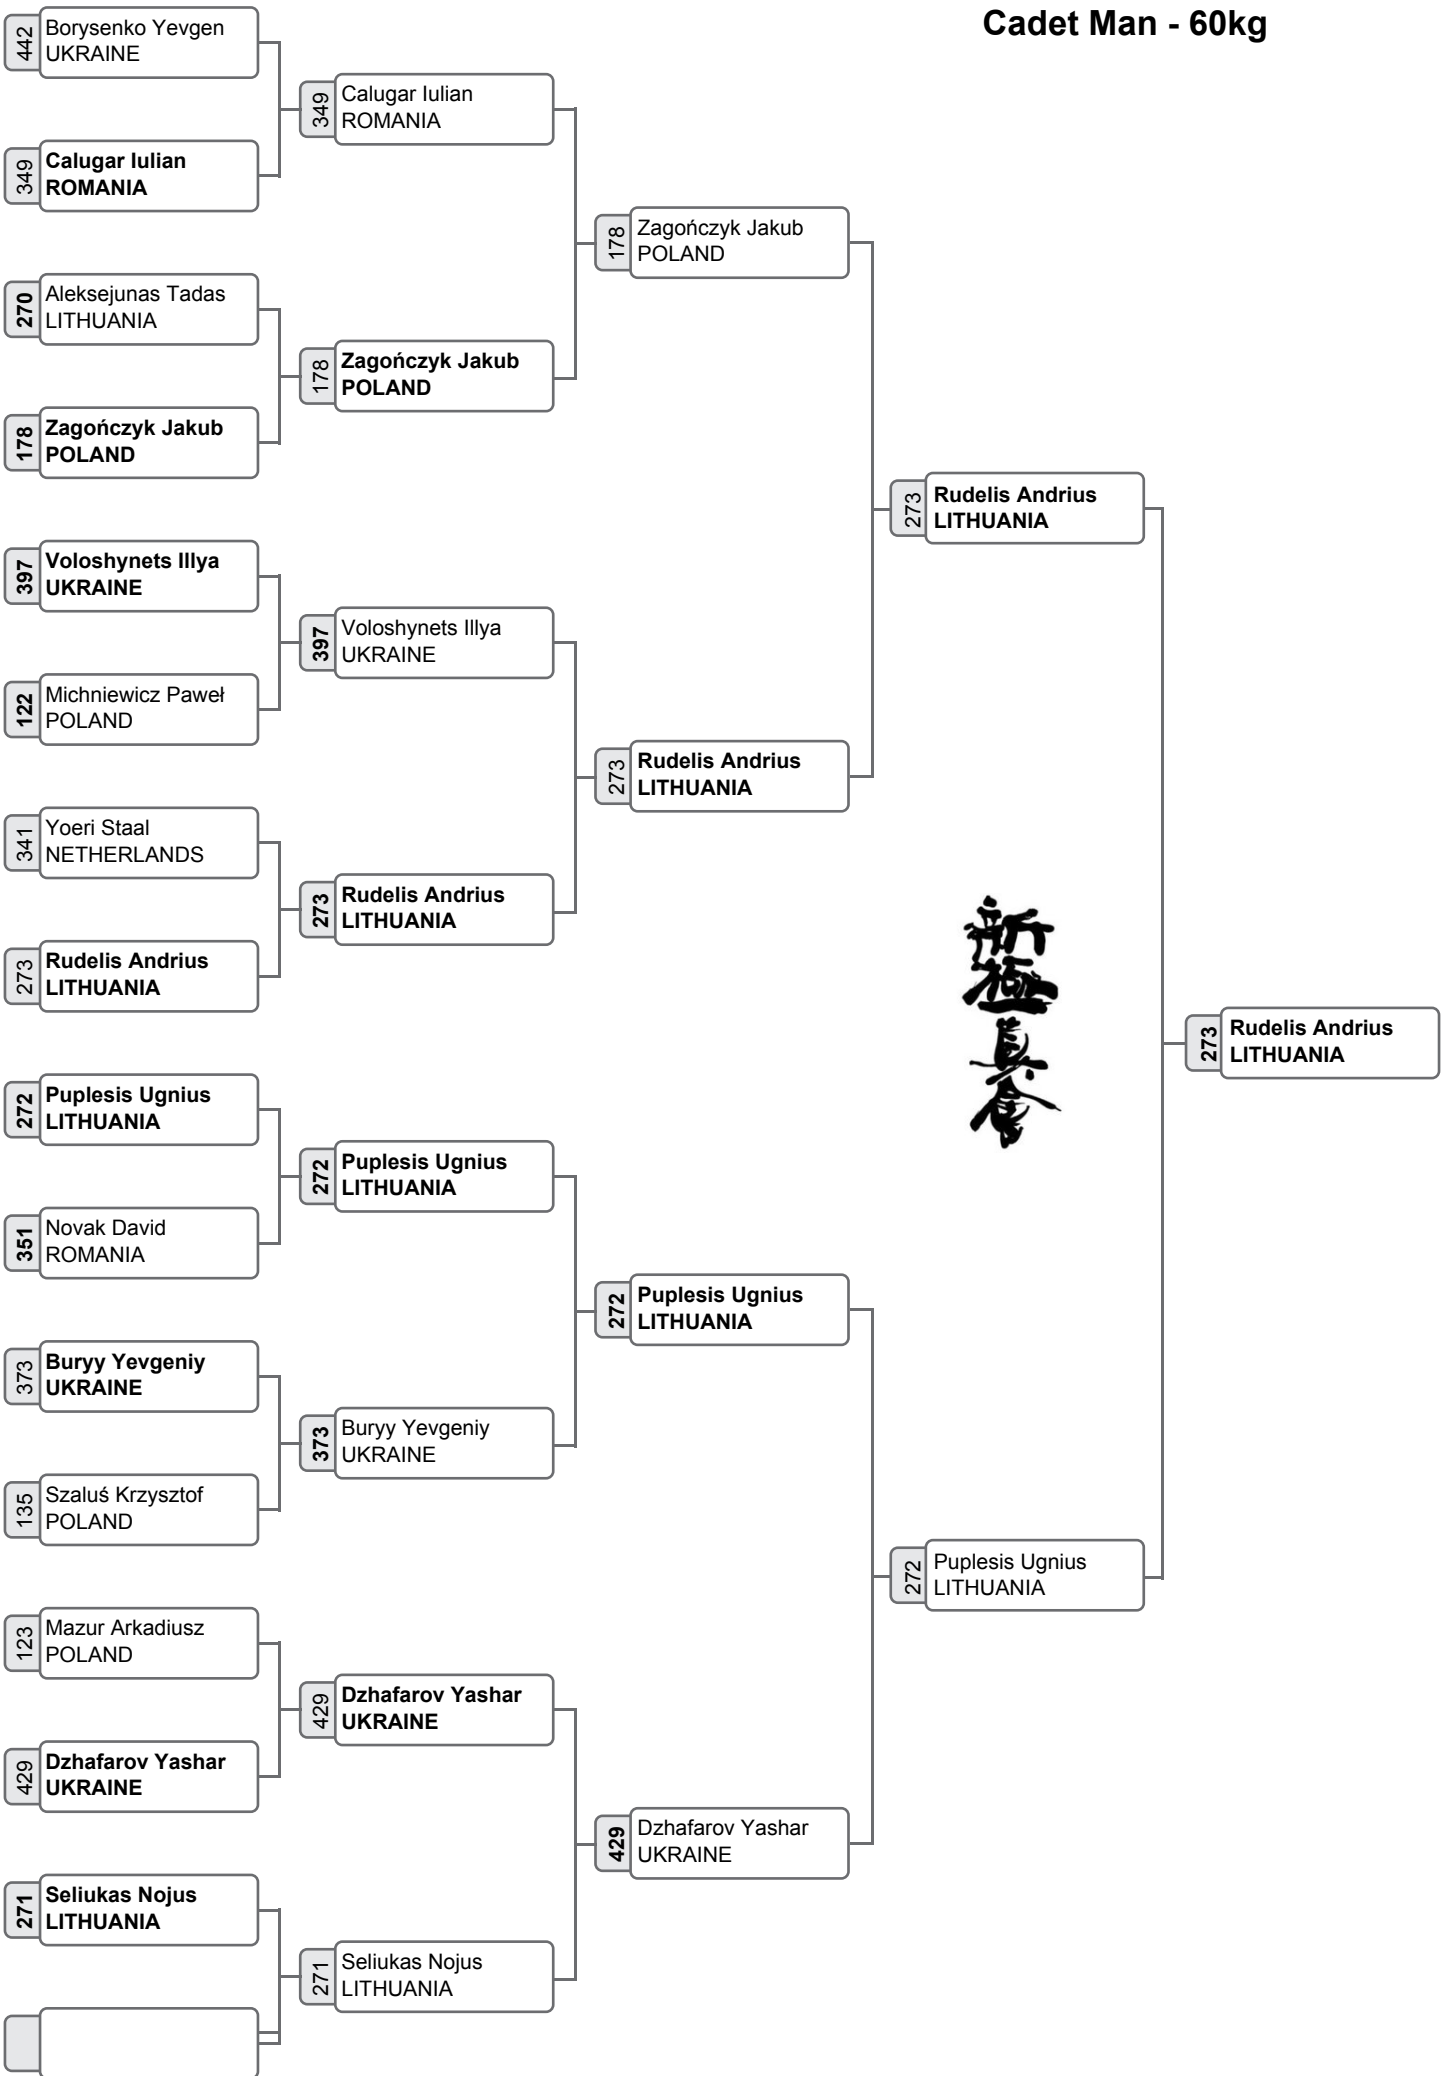 Cadet Man - 60kg
442
Borysenko Yevgen
UKRAINE
349
Calugar Iulian
ROMANIA
270
Aleksejunas Tadas
LITHUANIA
178
Zagończyk Jakub
POLAND
397
Voloshynets Illya
UKRAINE
122
Michniewicz Paweł
POLAND
341
Yoeri Staal
NETHERLANDS
273
Rudelis Andrius
LITHUANIA
272
Puplesis Ugnius
LITHUANIA
351
Novak David
ROMANIA
373
Buryy Yevgeniy
UKRAINE
135
Szaluś Krzysztof
POLAND
123
Mazur Arkadiusz
POLAND
429
Dzhafarov Yashar
UKRAINE
271
Seliukas Nojus
LITHUANIA
349
Calugar Iulian
ROMANIA
178
Zagończyk Jakub
POLAND
397
Voloshynets Illya
UKRAINE
273
Rudelis Andrius
LITHUANIA
272
Puplesis Ugnius
LITHUANIA
373
Buryy Yevgeniy
UKRAINE
429
Dzhafarov Yashar
UKRAINE
271
Seliukas Nojus
LITHUANIA
178
Zagończyk Jakub
POLAND
273
Rudelis Andrius
LITHUANIA
272
Puplesis Ugnius
LITHUANIA
429
Dzhafarov Yashar
UKRAINE
273
Rudelis Andrius
LITHUANIA
272
Puplesis Ugnius
LITHUANIA
新極真会
273
Rudelis Andrius
LITHUANIA